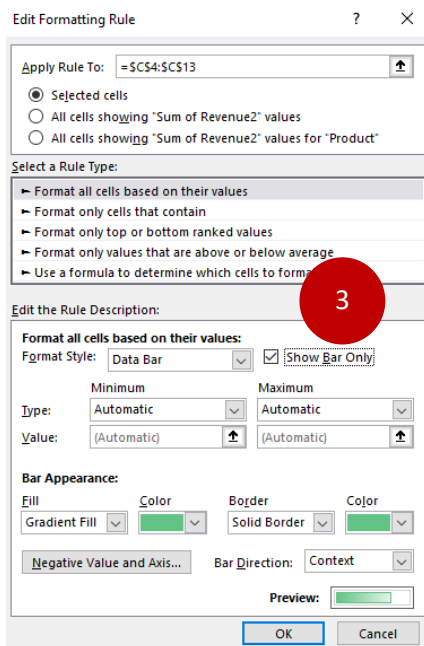 Edit Formatting Rule ? ×
Apply Rule To: =$C$4:$C$13
Selected cells
All cells showing "Sum of Revenue2" values
All cells showing "Sum of Revenue2" values for "Product"
Select a Rule Type:
► Format all cells based on their values
► Format only cells that contain
► Format only top or bottom ranked values
► Format only values that are above or below average
► Use a formula to determine which cells to
3
Edit the Rule Description:
Format all cells based on their values:
Format Style: Data Bar Show Bar Only
Minimum Maximum
Type: Automatic Automatic
Value: (Automatic) (Automatic)
Bar Appearance:
Fill Color Border Color
Gradient Fill Solid Border
Negative Value and Axis... Bar Direction: Context
Preview:
OK Cancel